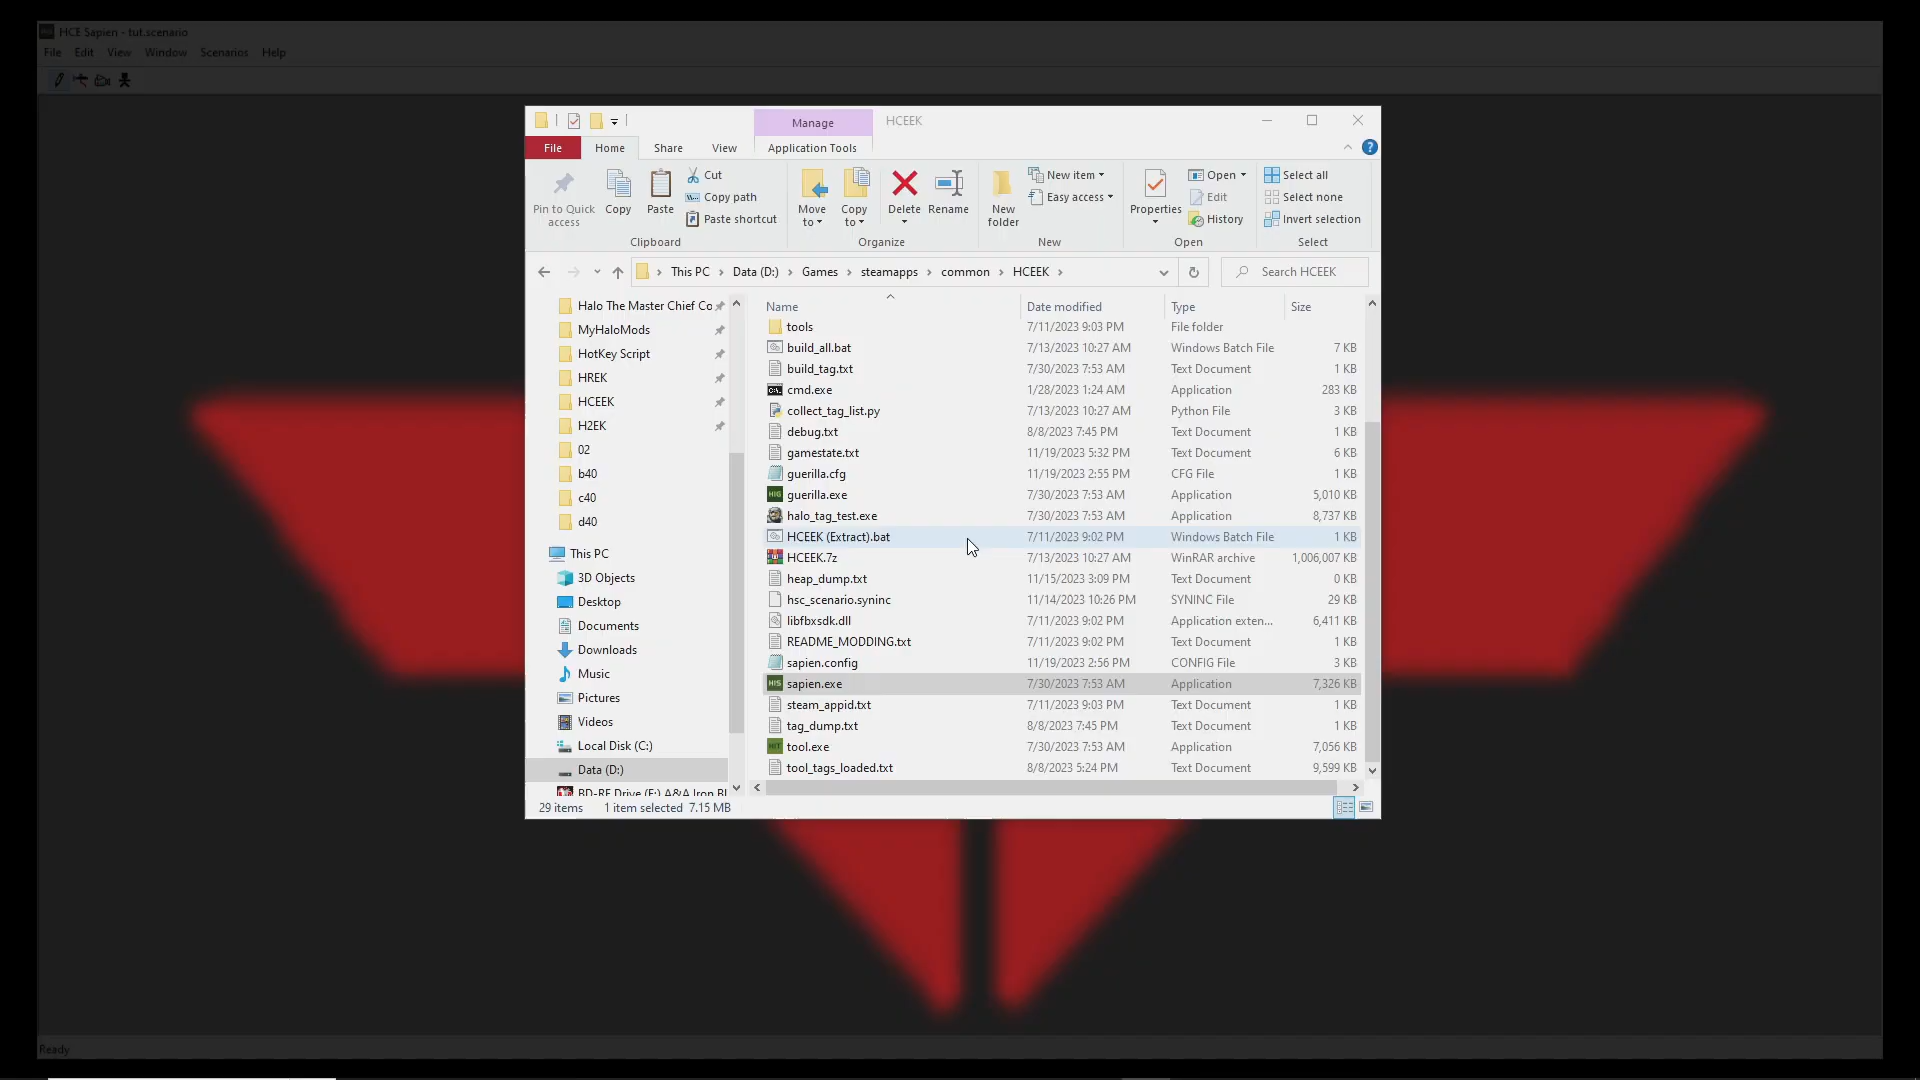 HCE Sapien - tut.scenario
File Edit View Window Scenarios Help
Manage HCEEK
File Home Share View Application Tools
Pin to Quick access
Copy
Paste
Cut
Copy path
Paste shortcut
Clipboard
Move to
Copy to
Delete
Rename
Organize
New folder
New item
Easy access
New
Properties
Open
Edit
History
Open
Select all
Select none
Invert selection
Select
This PC > Data (D:) > Games > steamapps > common > HCEEK >
Search HCEEK
Halo The Master Chief Co
MyHaloMods
HotKey Script
HREK
HCEEK
H2EK
02
b40
c40
d40
This PC
3D Objects
Desktop
Documents
Downloads
Music
Pictures
Videos
Local Disk (C:)
Data (D:)
BD-RE Drive (E:) A&A Iron Bl
Name Date modified Type Size
tools 7/11/2023 9:03 PM File folder
build_all.bat 7/13/2023 10:27 AM Windows Batch File 7 KB
build_tag.txt 7/30/2023 7:53 AM Text Document 1 KB
cmd.exe 1/28/2023 1:24 AM Application 283 KB
collect_tag_list.py 7/13/2023 10:27 AM Python File 3 KB
debug.txt 8/8/2023 7:45 PM Text Document 1 KB
gamestate.txt 11/19/2023 5:32 PM Text Document 6 KB
guerilla.cfg 11/19/2023 2:55 PM CFG File 1 KB
guerilla.exe 7/30/2023 7:53 AM Application 5,010 KB
halo_tag_test.exe 7/30/2023 7:53 AM Application 8,737 KB
HCEEK (Extract).bat 7/11/2023 9:02 PM Windows Batch File 1 KB
HCEEK.7z 7/13/2023 10:27 AM WinRAR archive 1,006,007 KB
heap_dump.txt 11/15/2023 3:09 PM Text Document 0 KB
hsc_scenario.syninc 11/14/2023 10:26 PM SYNINC File 29 KB
libfbxsdk.dll 7/11/2023 9:02 PM Application exten... 6,411 KB
README_MODDING.txt 7/11/2023 9:02 PM Text Document 1 KB
sapien.config 11/19/2023 2:56 PM CONFIG File 3 KB
sapien.exe 7/30/2023 7:53 AM Application 7,326 KB
steam_appid.txt 7/11/2023 9:03 PM Text Document 1 KB
tag_dump.txt 8/8/2023 7:45 PM Text Document 1 KB
tool.exe 7/30/2023 7:53 AM Application 7,056 KB
tool_tags_loaded.txt 8/8/2023 5:24 PM Text Document 9,599 KB
29 items 1 item selected 7.15 MB
Ready